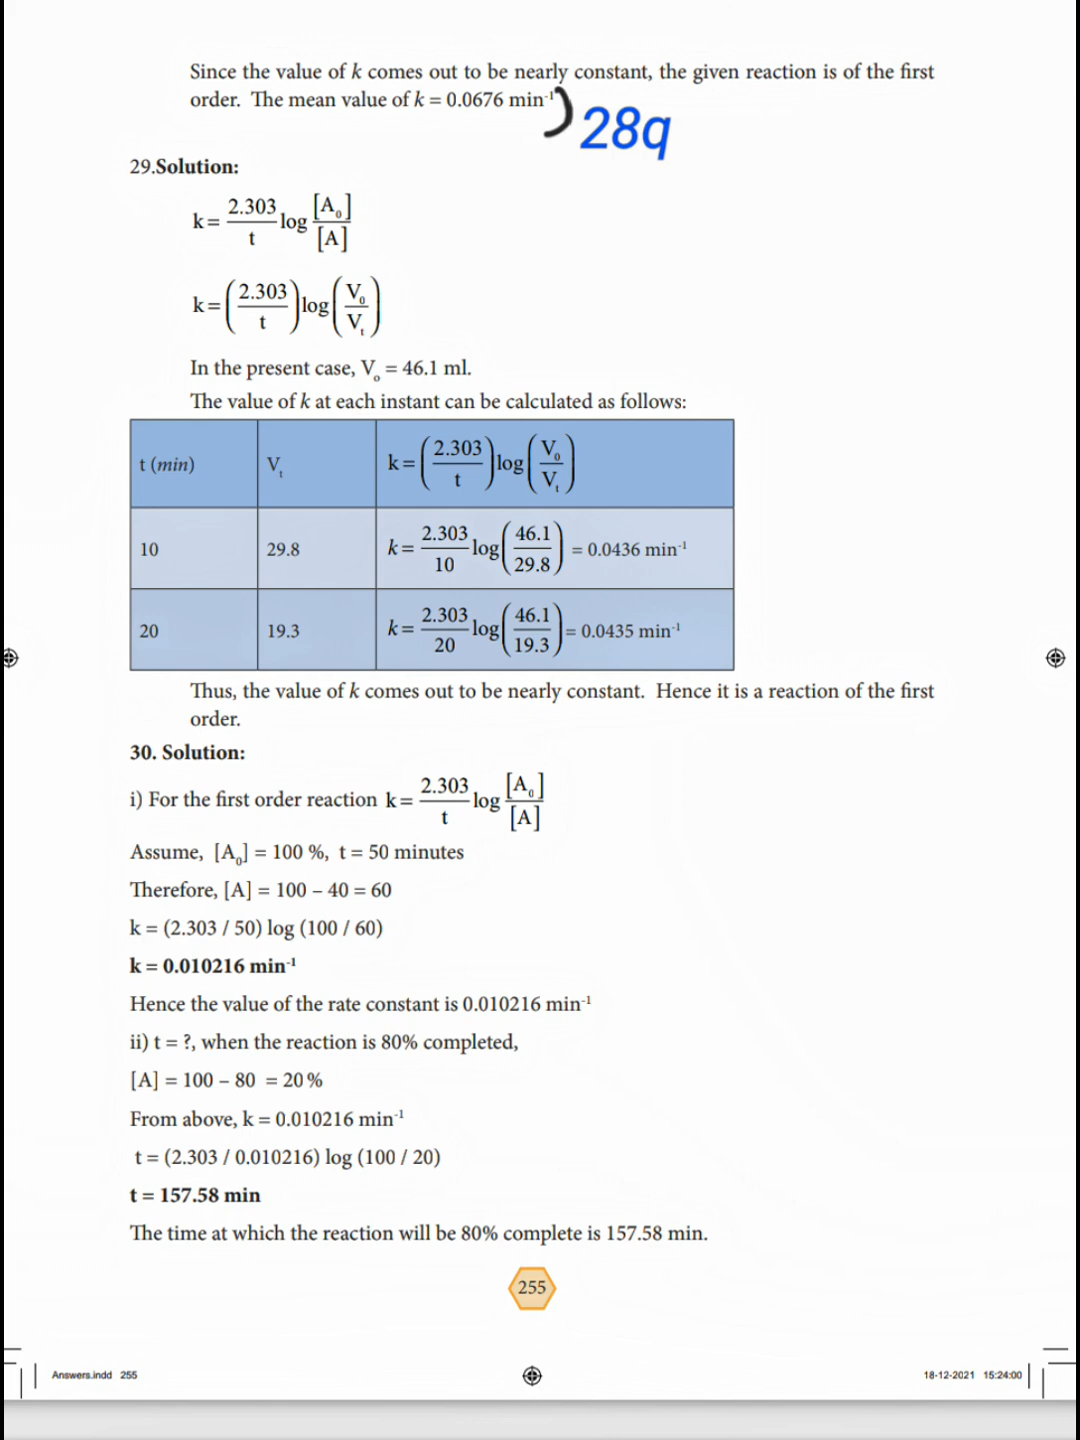 Since the value of k comes out to be nearly constant, the given reaction is of the first
order. The mean value of k = 0.0676 min⁻¹
28q
29.Solution:
k = 2.303/t log [A₀]/[A]
k = (2.303/t) log (V₀/Vₜ)
In the present case, Vₒ = 46.1 ml.
The value of k at each instant can be calculated as follows:
t (min) Vₜ k = (2.303/t) log (V₀/Vₜ)
10 29.8 k = 2.303/10 log (46.1/29.8) = 0.0436 min⁻¹
20 19.3 k = 2.303/20 log (46.1/19.3) = 0.0435 min⁻¹
Thus, the value of k comes out to be nearly constant. Hence it is a reaction of the first
order.
30. Solution:
i) For the first order reaction k = 2.303/t log [A₀]/[A]
Assume, [A₀] = 100 %, t = 50 minutes
Therefore, [A] = 100 – 40 = 60
k = (2.303 / 50) log (100 / 60)
k = 0.010216 min⁻¹
Hence the value of the rate constant is 0.010216 min⁻¹
ii) t = ?, when the reaction is 80% completed,
[A] = 100 – 80 = 20 %
From above, k = 0.010216 min⁻¹
t = (2.303 / 0.010216) log (100 / 20)
t = 157.58 min
The time at which the reaction will be 80% complete is 157.58 min.
255
Answers.indd 255
18-12-2021 15:24:00